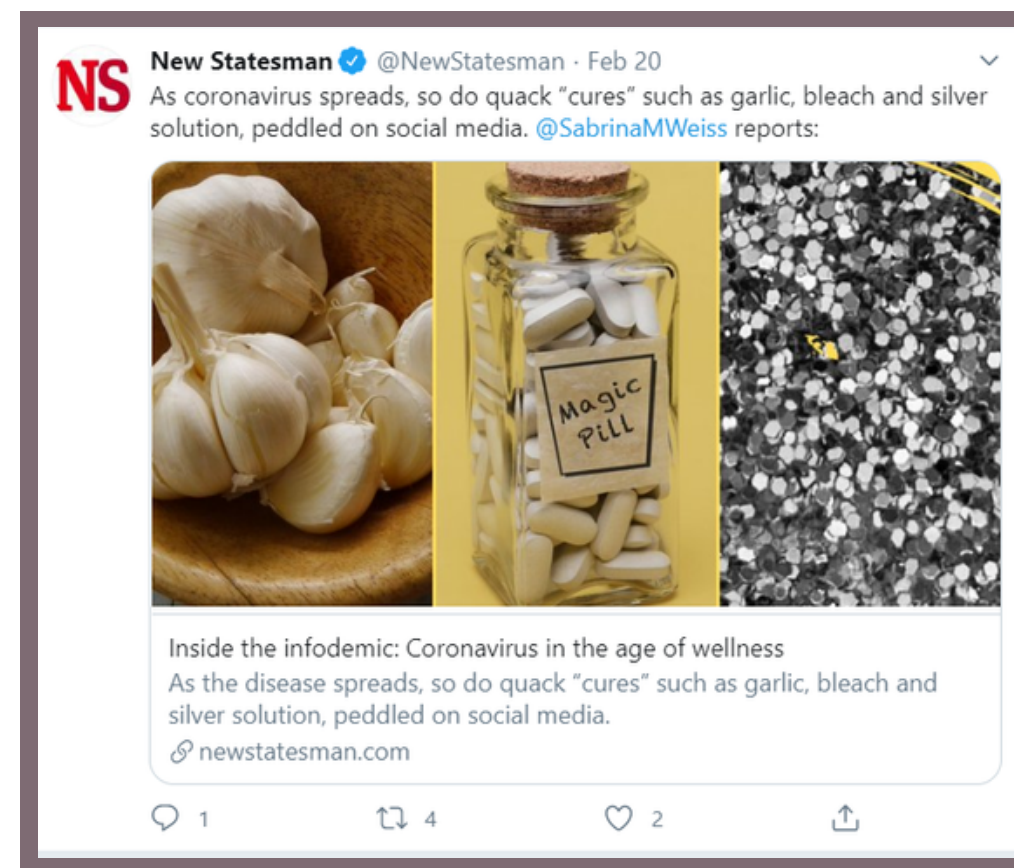 NS
New Statesman @NewStatesman · Feb 20
As coronavirus spreads, so do quack “cures” such as garlic, bleach and silver
solution, peddled on social media. @SabrinaMWeiss reports:
Magic
Pill
Inside the infodemic: Coronavirus in the age of wellness
As the disease spreads, so do quack “cures” such as garlic, bleach and
silver solution, peddled on social media.
newstatesman.com
1 4 2